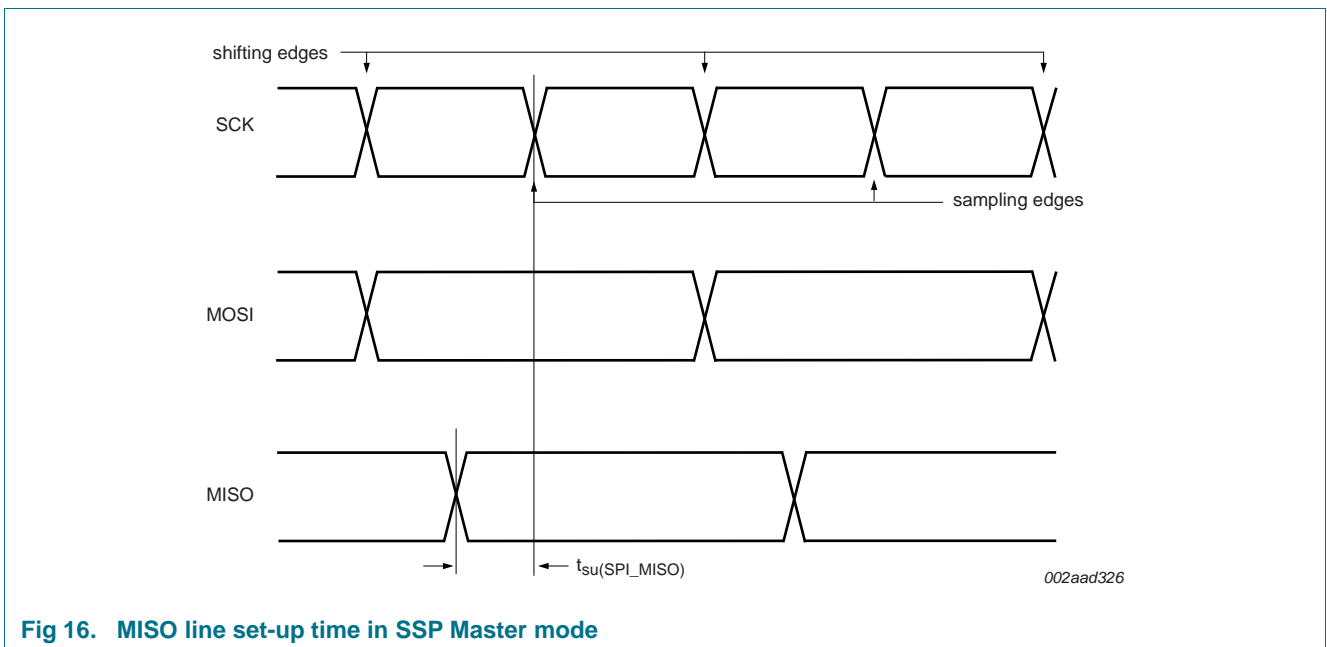 shifting edges
SCK
sampling edges
MOSI
MISO
tsu(SPI_MISO)
002aad326
Fig 16. MISO line set-up time in SSP Master mode